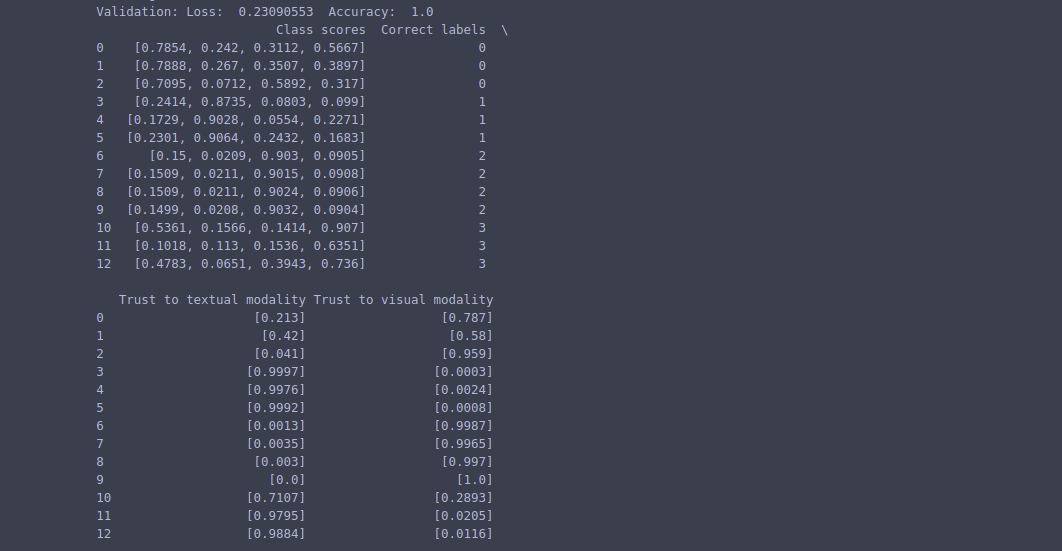 Validation: Loss:  0.23090553  Accuracy:  1.0
Class scores  Correct labels  \
0    [0.7854, 0.242, 0.3112, 0.5667]               0
1    [0.7888, 0.267, 0.3507, 0.3897]               0
2    [0.7095, 0.0712, 0.5892, 0.317]               0
3    [0.2414, 0.8735, 0.0803, 0.099]               1
4   [0.1729, 0.9028, 0.0554, 0.2271]               1
5   [0.2301, 0.9064, 0.2432, 0.1683]               1
6      [0.15, 0.0209, 0.903, 0.0905]               2
7   [0.1509, 0.0211, 0.9015, 0.0908]               2
8   [0.1509, 0.0211, 0.9024, 0.0906]               2
9   [0.1499, 0.0208, 0.9032, 0.0904]               2
10   [0.5361, 0.1566, 0.1414, 0.907]               3
11   [0.1018, 0.113, 0.1536, 0.6351]               3
12   [0.4783, 0.0651, 0.3943, 0.736]               3
Trust to textual modality Trust to visual modality
0                    [0.213]                  [0.787]
1                     [0.42]                   [0.58]
2                    [0.041]                  [0.959]
3                   [0.9997]                 [0.0003]
4                   [0.9976]                 [0.0024]
5                   [0.9992]                 [0.0008]
6                   [0.0013]                 [0.9987]
7                   [0.0035]                 [0.9965]
8                    [0.003]                  [0.997]
9                      [0.0]                    [1.0]
10                  [0.7107]                 [0.2893]
11                  [0.9795]                 [0.0205]
12                  [0.9884]                 [0.0116]